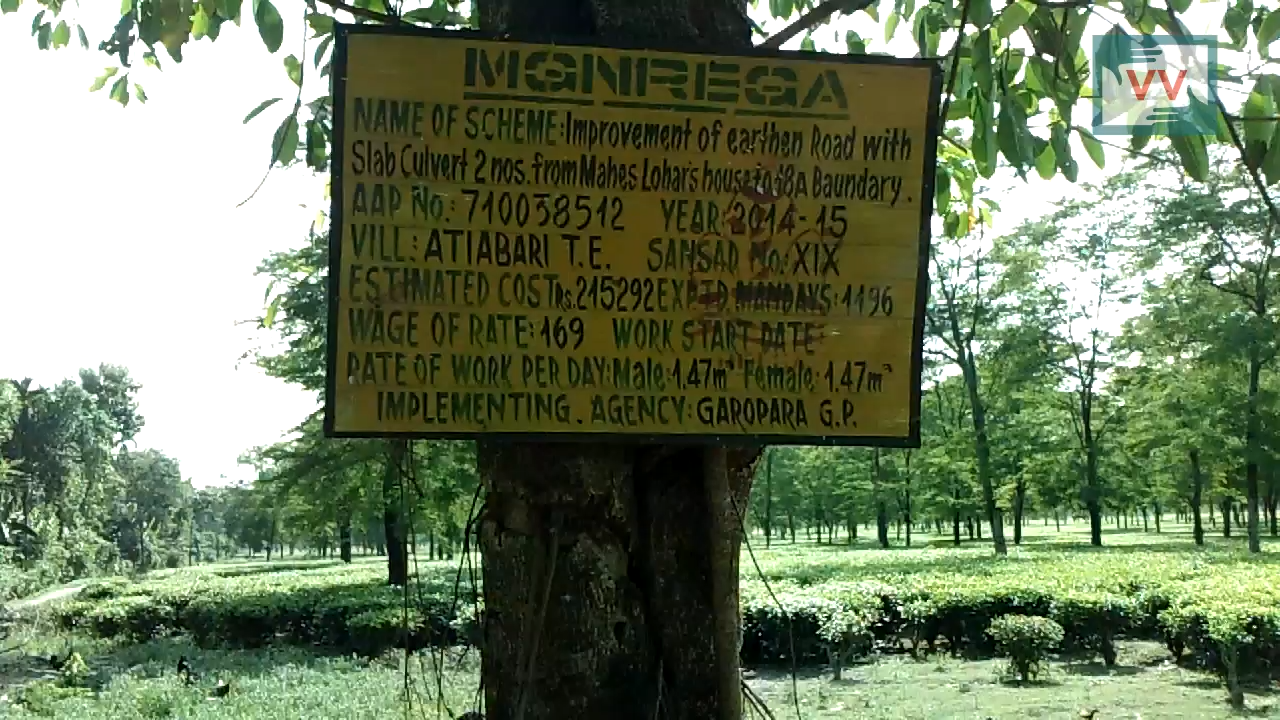 MGNREGA
NAME OF SCHEME: Improvement of earthen Road with
Slab Culvert 2 nos. from Mahes Lohar's house to 18A Baundary.
AAP No.: 710038512 YEAR 2014-15
VILL: ATIABARI T.E. SANSAD No: XIX
ESTIMATED COST Rs. 215292 EXPTD. MANDAYS: 1196
WAGE OF RATE: 169 WORK START DATE:
RATE OF WORK PER DAY: Male: 1.47m³ Female: 1.47m³
IMPLEMENTING. AGENCY: GAROPARA G.P.
VV